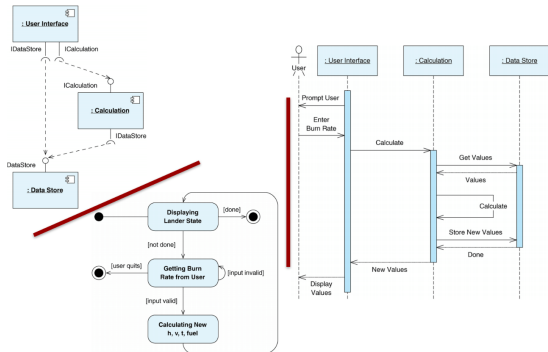 : User Interface
IDataStore
ICalculation
ICalculation
: Calculation
IDataStore
DataStore
: Data Store
Displaying
Lander State
[done]
[not done]
[user quits]
Getting Burn
Rate from User
[input invalid]
[input valid]
Calculating New
h, v, t, fuel
User
: User Interface
: Calculation
: Data Store
Prompt User
Enter
Burn Rate
Calculate
Get Values
Values
Calculate
Store New Values
Done
New Values
Display
Values